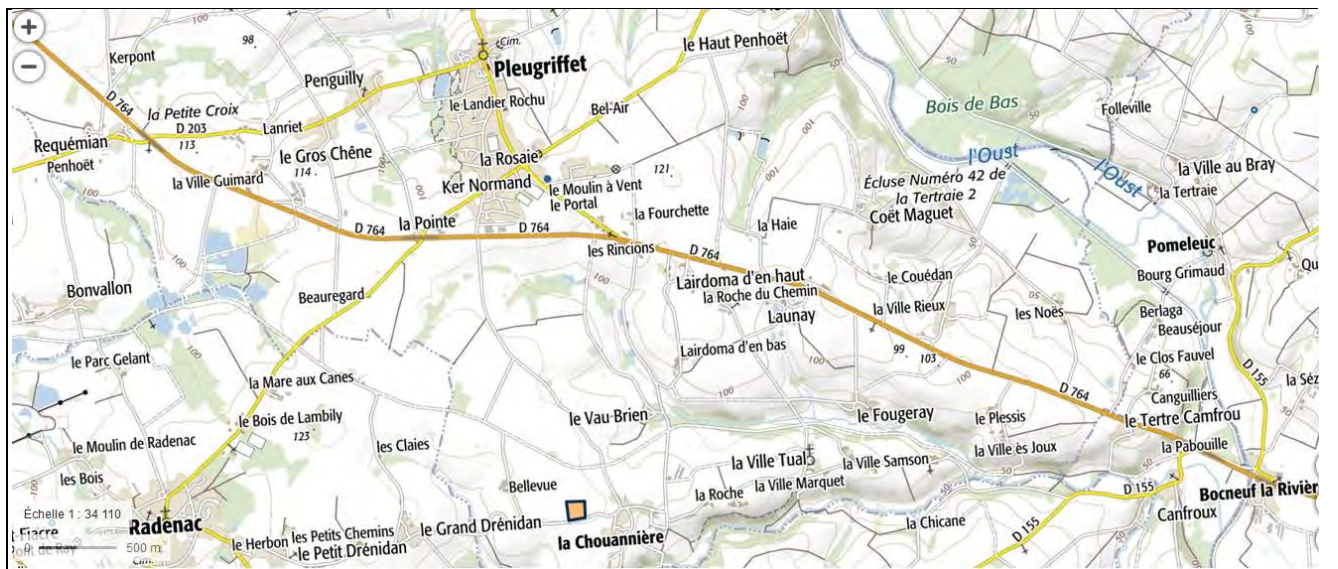 +
−
Kerpont
98
100
Cim.
le Haut Penhoët
Penguilly
Pleugriffet
Bois de Bas
Folleville
la Petite Croix
le Landier Rochu
Bel-Air
D 764
D 203
Lanriet
113
Requémian
Penhoët
le Gros Chêne
114
la Rosaie
l'Oust
l'Oust
la Ville au Bray
la Tertraie
la Ville Guimard
Ker Normand
le Moulin à Vent
le Portal
121
Écluse Numéro 42 de
la Tertraie 2
Coët Maguet
la Pointe
la Fourchette
la Haie
Pomeleuc
D 764
D 764
les Rincions
D 764
Bourg Grimaud
Qu
Bonvallon
Beauregard
Lairdoma d'en haut
la Roche du Chemin
le Couédan
Launay
la Ville Rieux
les Noës
Berlaga
Beauséjour
le Parc Gelant
Lairdoma d'en bas
99
103
le Clos Fauvel
66
D 155
la Séz
la Mare aux Canes
D 764
Canguilliers
le Bois de Lambily
123
le Vau Brien
le Fougeray
le Plessis
le Tertre Camfrou
le Moulin de Radenac
les Claies
la Ville ès Joux
la Pabouille
les Bois
la Ville Tual
la Ville Samson
Bellevue
la Roche
la Ville Marquet
D 155
Bocneuf la Rivièr
Échelle 1 : 34 110
Radenac
le Grand Drénidan
la Chicane
Canfroux
t-Fiacre
les Petits Chemins
D 155
0
500 m
le Herbon
le Petit Drénidan
la Chouannière
Cim.